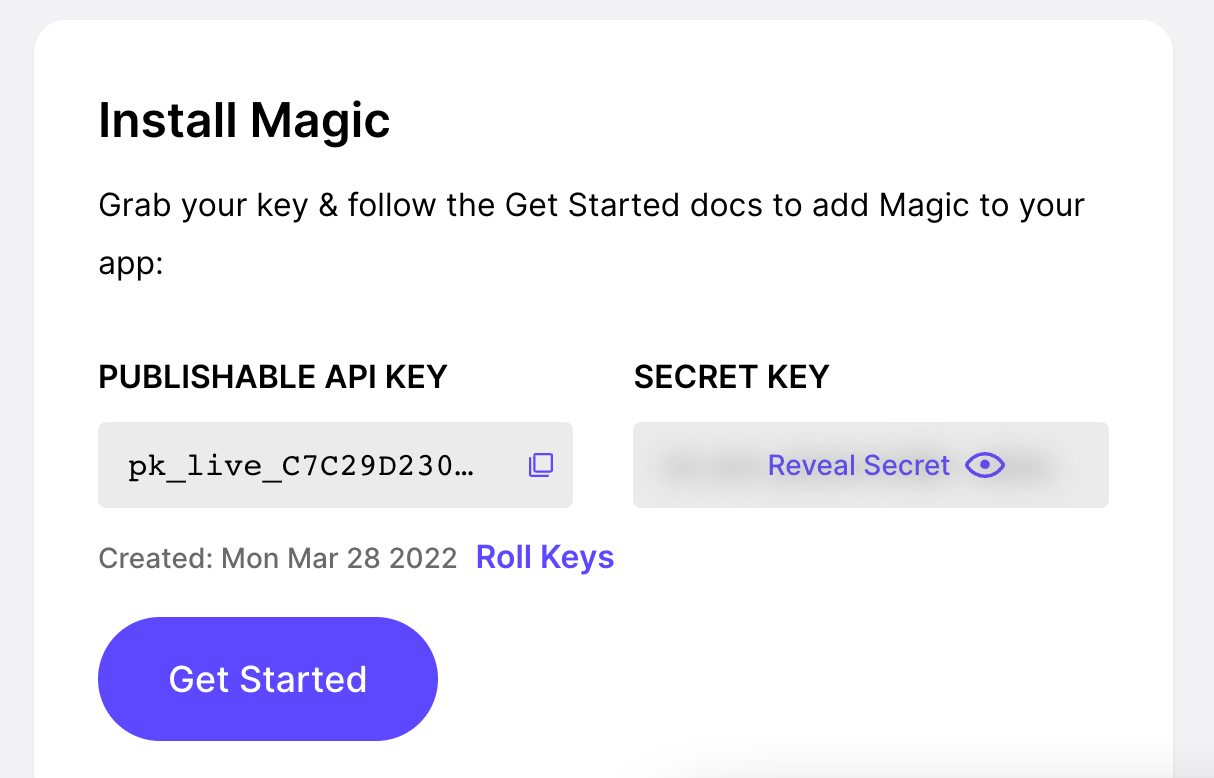 Install Magic
Grab your key & follow the Get Started docs to add Magic to your
app:
PUBLISHABLE API KEY
SECRET KEY
pk_live_C7C29D230…
Reveal Secret
Created: Mon Mar 28 2022 Roll Keys
Get Started